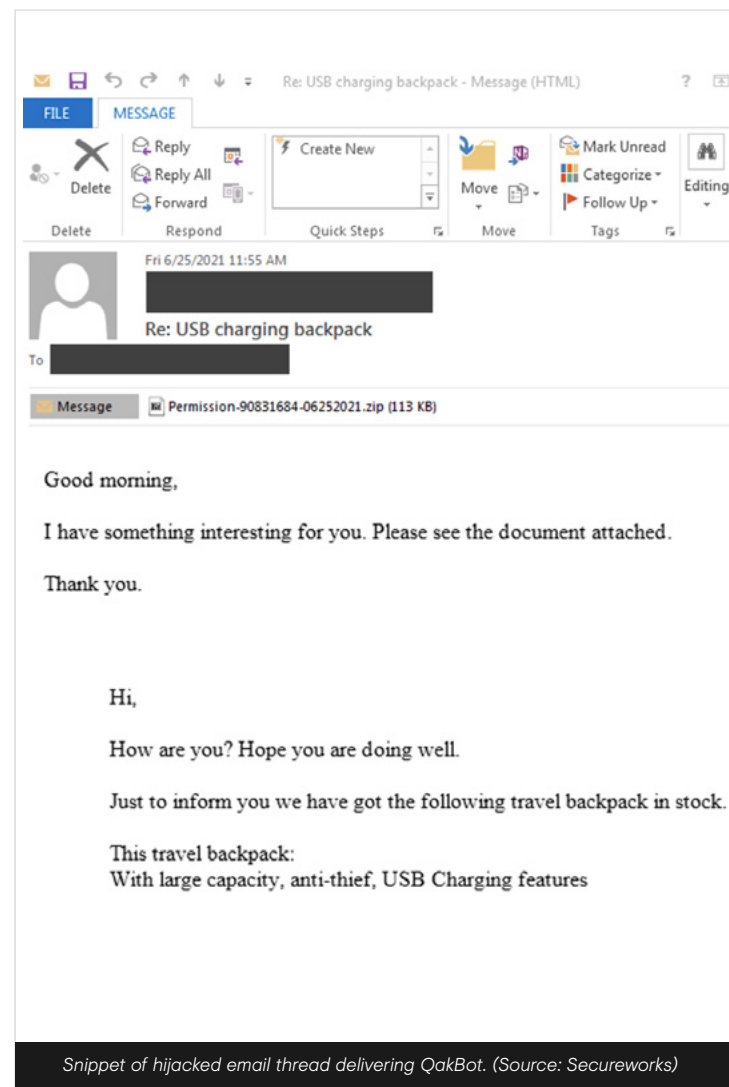 Re: USB charging backpack - Message (HTML)
?
FILE
MESSAGE
Delete
Reply
Reply All
Forward
Create New
Move
Mark Unread
Categorize
Follow Up
Editing
Delete
Respond
Quick Steps
Move
Tags
Fri 6/25/2021 11:55 AM
Re: USB charging backpack
To
Message
Permission-90831684-06252021.zip (113 KB)
Good morning,
I have something interesting for you. Please see the document attached.
Thank you.
Hi,
How are you? Hope you are doing well.
Just to inform you we have got the following travel backpack in stock.
This travel backpack:
With large capacity, anti-thief, USB Charging features
Snippet of hijacked email thread delivering QakBot. (Source: Secureworks)